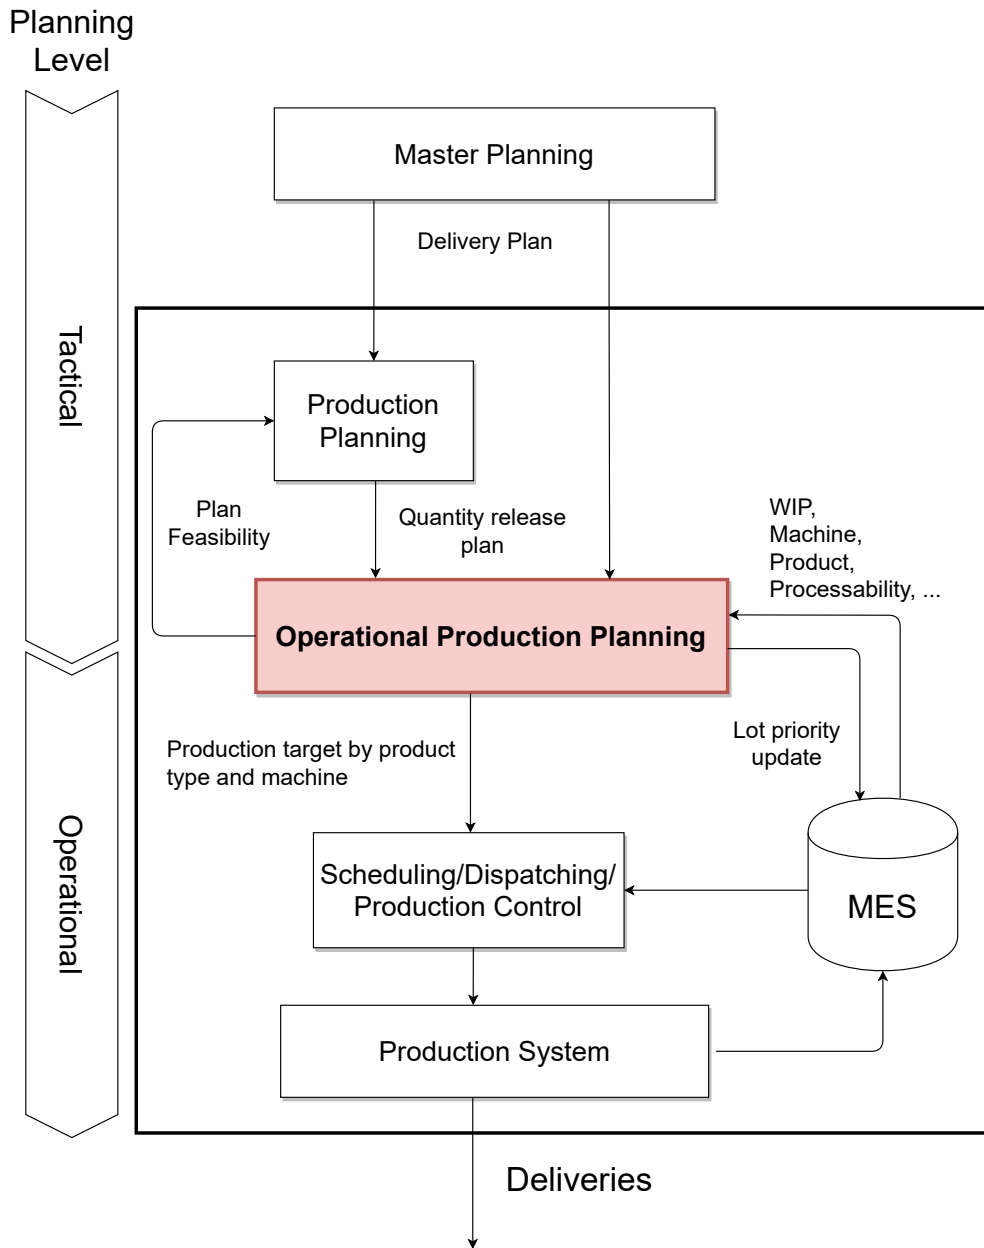 Planning
Level
Master Planning
Delivery Plan
Tactical
Production
Planning
Plan
Feasibility
Quantity release
plan
WIP,
Machine,
Product,
Processability, ...
Operational Production Planning
Production target by product
type and machine
Lot priority
update
Operational
Scheduling/Dispatching/
Production Control
MES
Production System
Deliveries